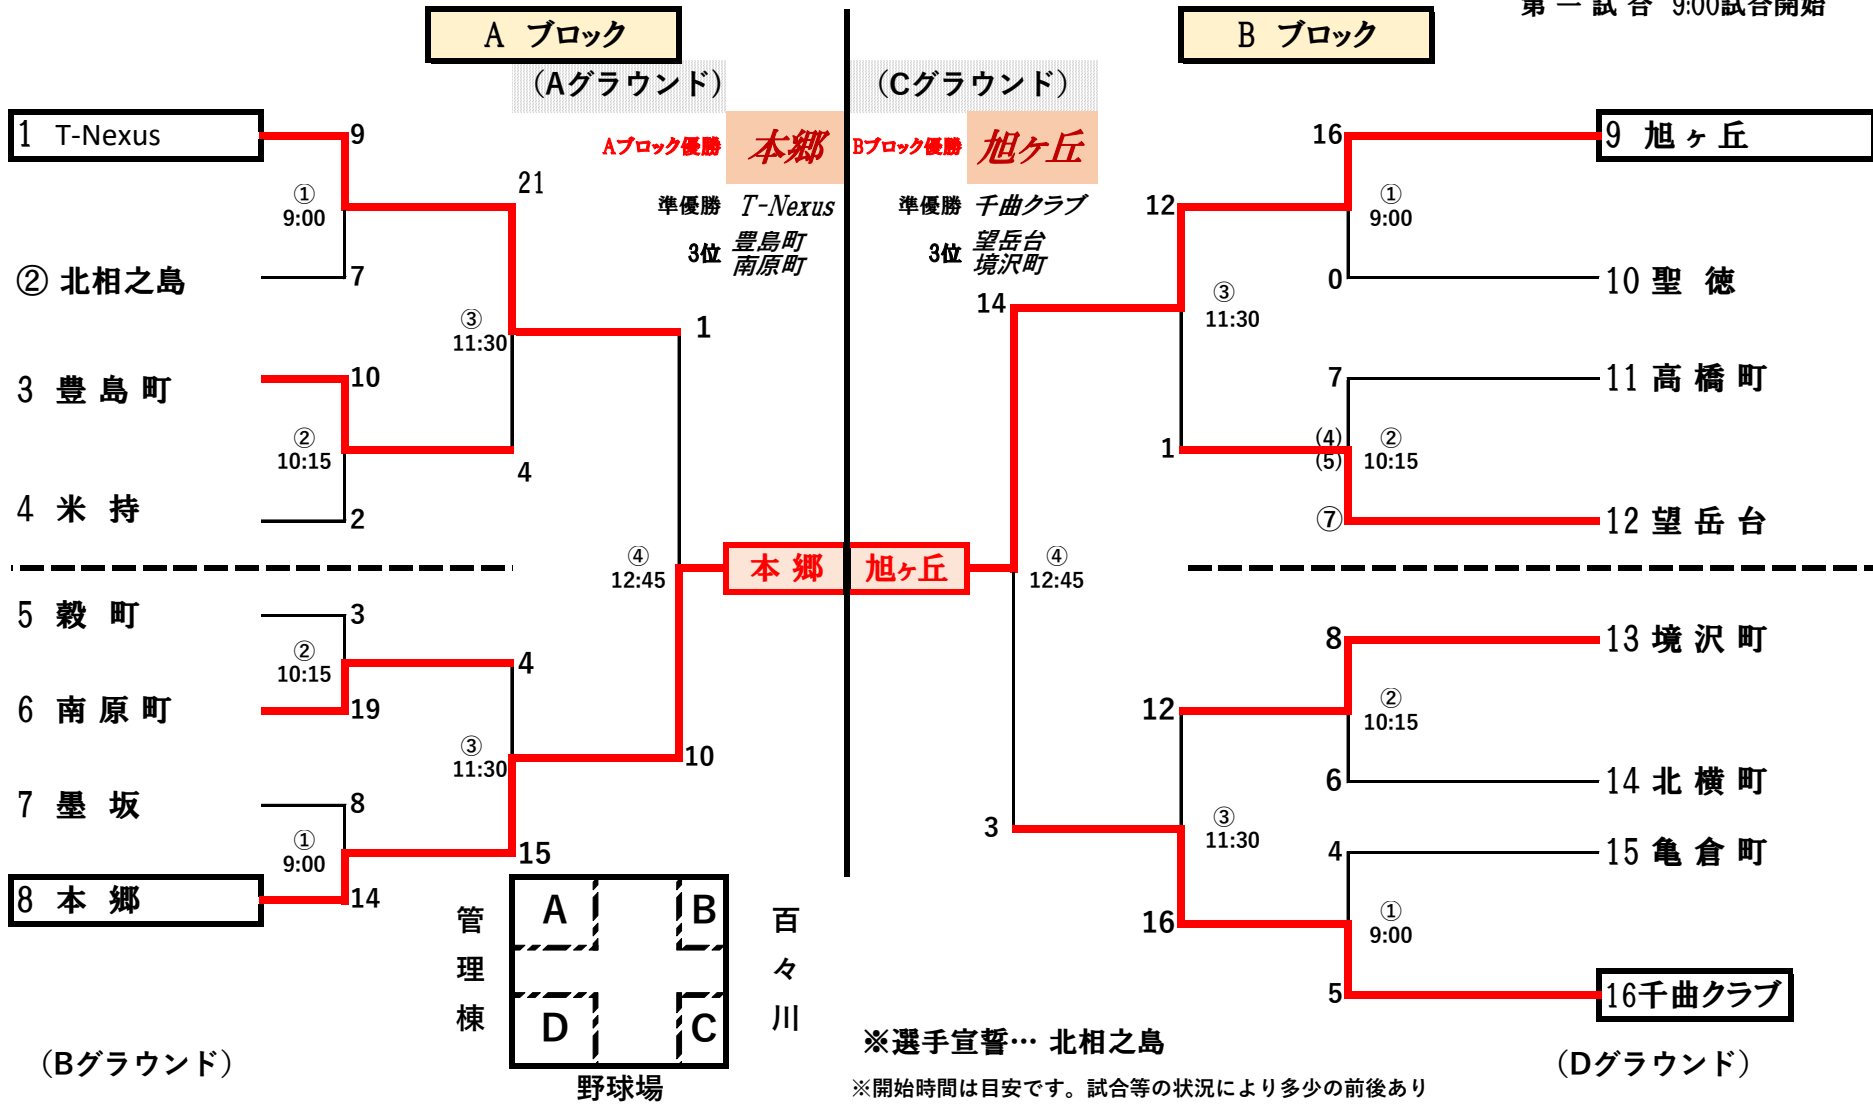 第 一 試 合 9:00試合開始
A ブロック
B ブロック
(Aグラウンド)
(Cグラウンド)
Aブロック優勝 本郷
準優勝 T-Nexus
3位 豊島町
南原町
Bブロック優勝 旭ヶ丘
準優勝 千曲クラブ
3位 望岳台
境沢町
1 T-Nexus
9
① 9:00
21
② 北相之島
7
③ 11:30
1
3 豊 島 町
10
② 10:15
4
4 米 持
2
④ 12:45
本 郷
5 穀 町
3
② 10:15
4
6 南 原 町
19
③ 11:30
10
7 墨 坂
8
① 9:00
15
8 本 郷
14
16
9 旭 ヶ 丘
12
① 9:00
0
10 聖 徳
14
③ 11:30
7
11 高 橋 町
1
(4)
(5)
② 10:15
⑦
12 望 岳 台
旭ヶ丘
④ 12:45
8
13 境 沢 町
12
② 10:15
6
14 北 横 町
3
③ 11:30
4
15 亀 倉 町
16
① 9:00
5
16千曲クラブ
管理棟
A
B
D
C
百々川
野球場
(Bグラウンド)
(Dグラウンド)
※選手宣誓… 北相之島
※開始時間は目安です。試合等の状況により多少の前後あり